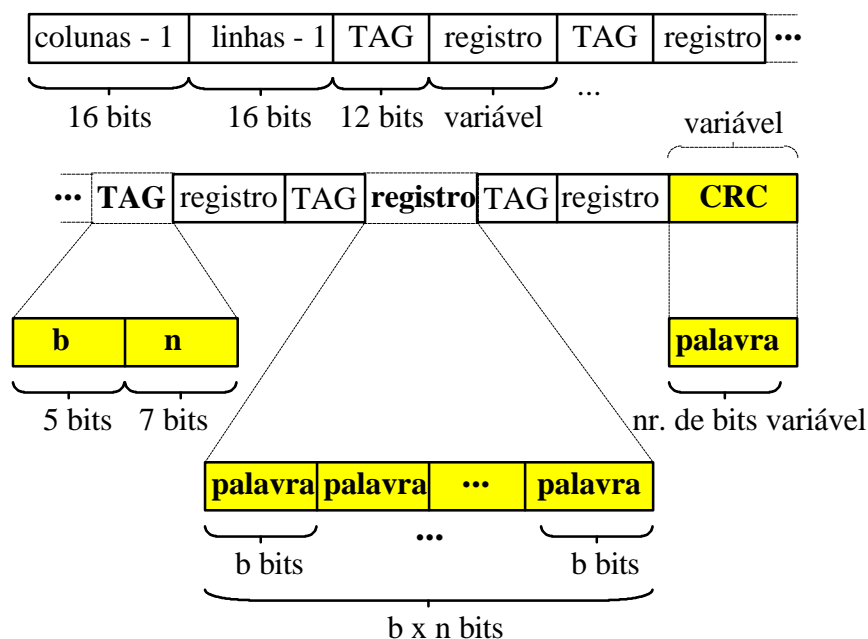 colunas - 1 linhas - 1 TAG registro TAG registro ...
16 bits 16 bits 12 bits variável ...
variável
... TAG registro TAG registro TAG registro CRC
b n palavra
5 bits 7 bits nr. de bits variável
palavra palavra ... palavra
b bits ... b bits
b x n bits